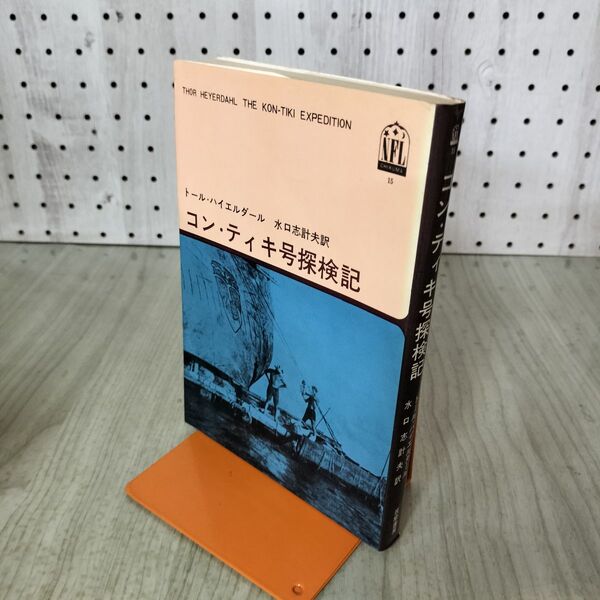 THOR HEYERDAHL THE KON-TIKI EXPEDITION
NFL
CHIKUMA
15
トール・ハイエルダール 水口志計夫訳
コン・ティキ号探検記
コン・ティキ号探検記
水口志計夫訳